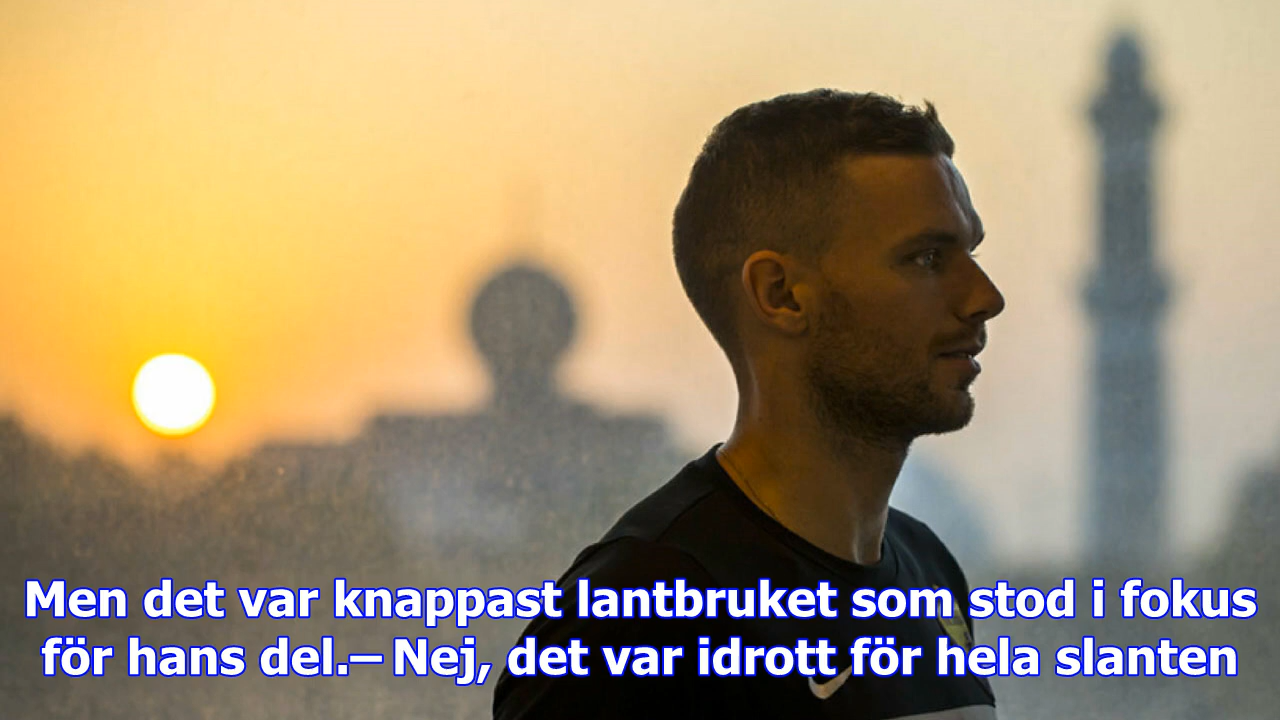 Men det var knappast lantbruket som stod i fokus
för hans del.– Nej, det var idrott för hela slanten